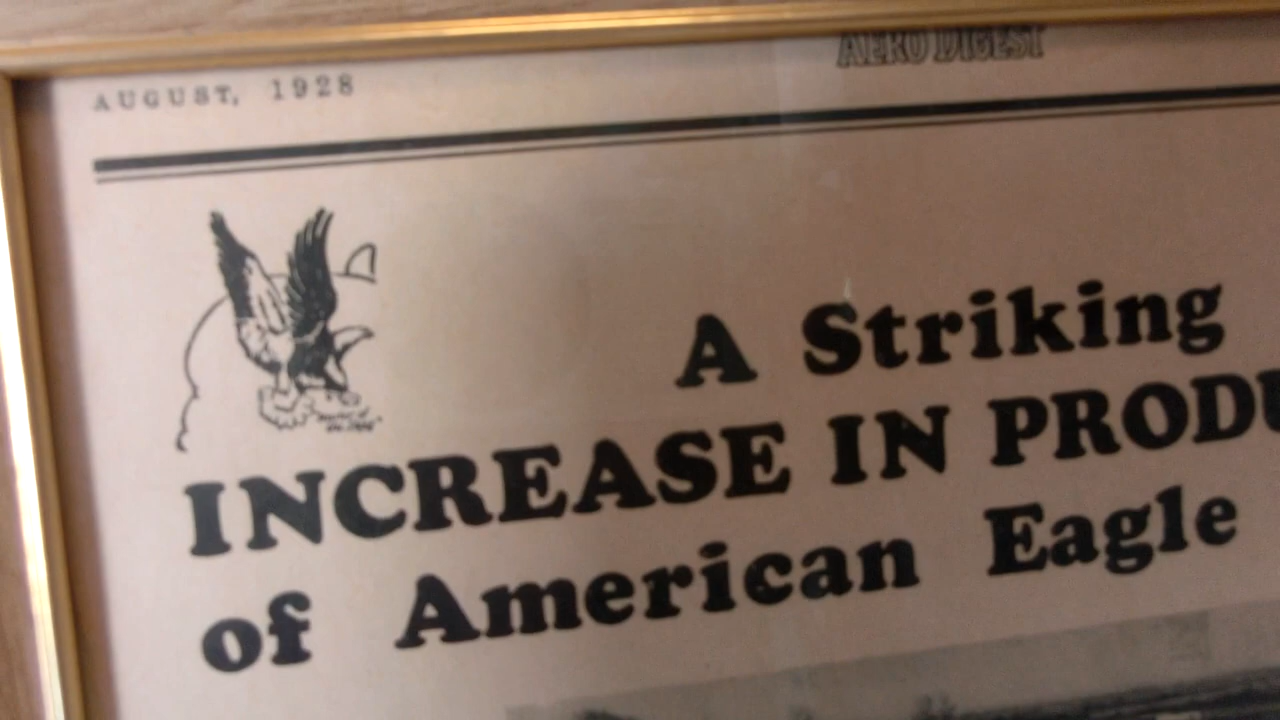 AUGUST, 1928
AERO DIGEST
A Striking
INCREASE IN PRODU
of American Eagle